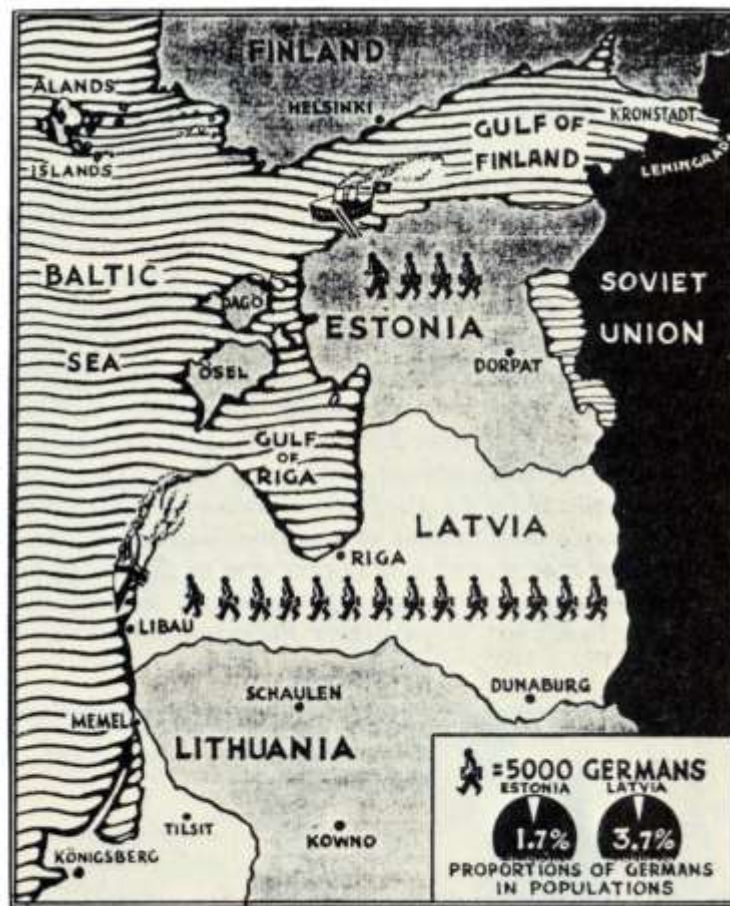 FINLAND
ÅLANDS
HELSINKI
KRONSTADT
GULF OF
FINLAND
ISLANDS
LENINGRAD
BALTIC
SOVIET
DAGO
ESTONIA
UNION
SEA
ÖSEL
DORPAT
GULF
OF
RIGA
LATVIA
RIGA
LIBAU
SCHAULEN
DUNABURG
MEMEL
LITHUANIA
=5000 GERMANS
ESTONIA LATVIA
1.7% 3.7%
TILSIT
KOWNO
KÖNIGSBERG
PROPORTIONS OF GERMANS
IN POPULATIONS